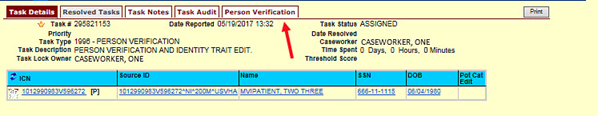 Task Details Resolved Tasks Task Notes Task Audit Person Verification Print
Task # 295821153 Date Reported 05/19/2017 13:32 Task Status ASSIGNED
Priority Date Resolved
Task Type 1996 - PERSON VERIFICATION Caseworker CASEWORKER, ONE
Task Description PERSON VERIFICATION AND IDENTITY TRAIT EDIT. Time Spent 0 Days, 0 Hours, 0 Minutes
Task Lock Owner CASEWORKER, ONE Threshold Score
ICN Source ID Name SSN DOB Pot Cat Edit
1012990963V596272 [P] 1012990963V596272^NI^200M^USVHA MVIPATIENT, TWO THREE 666-11-1115 06/04/1960